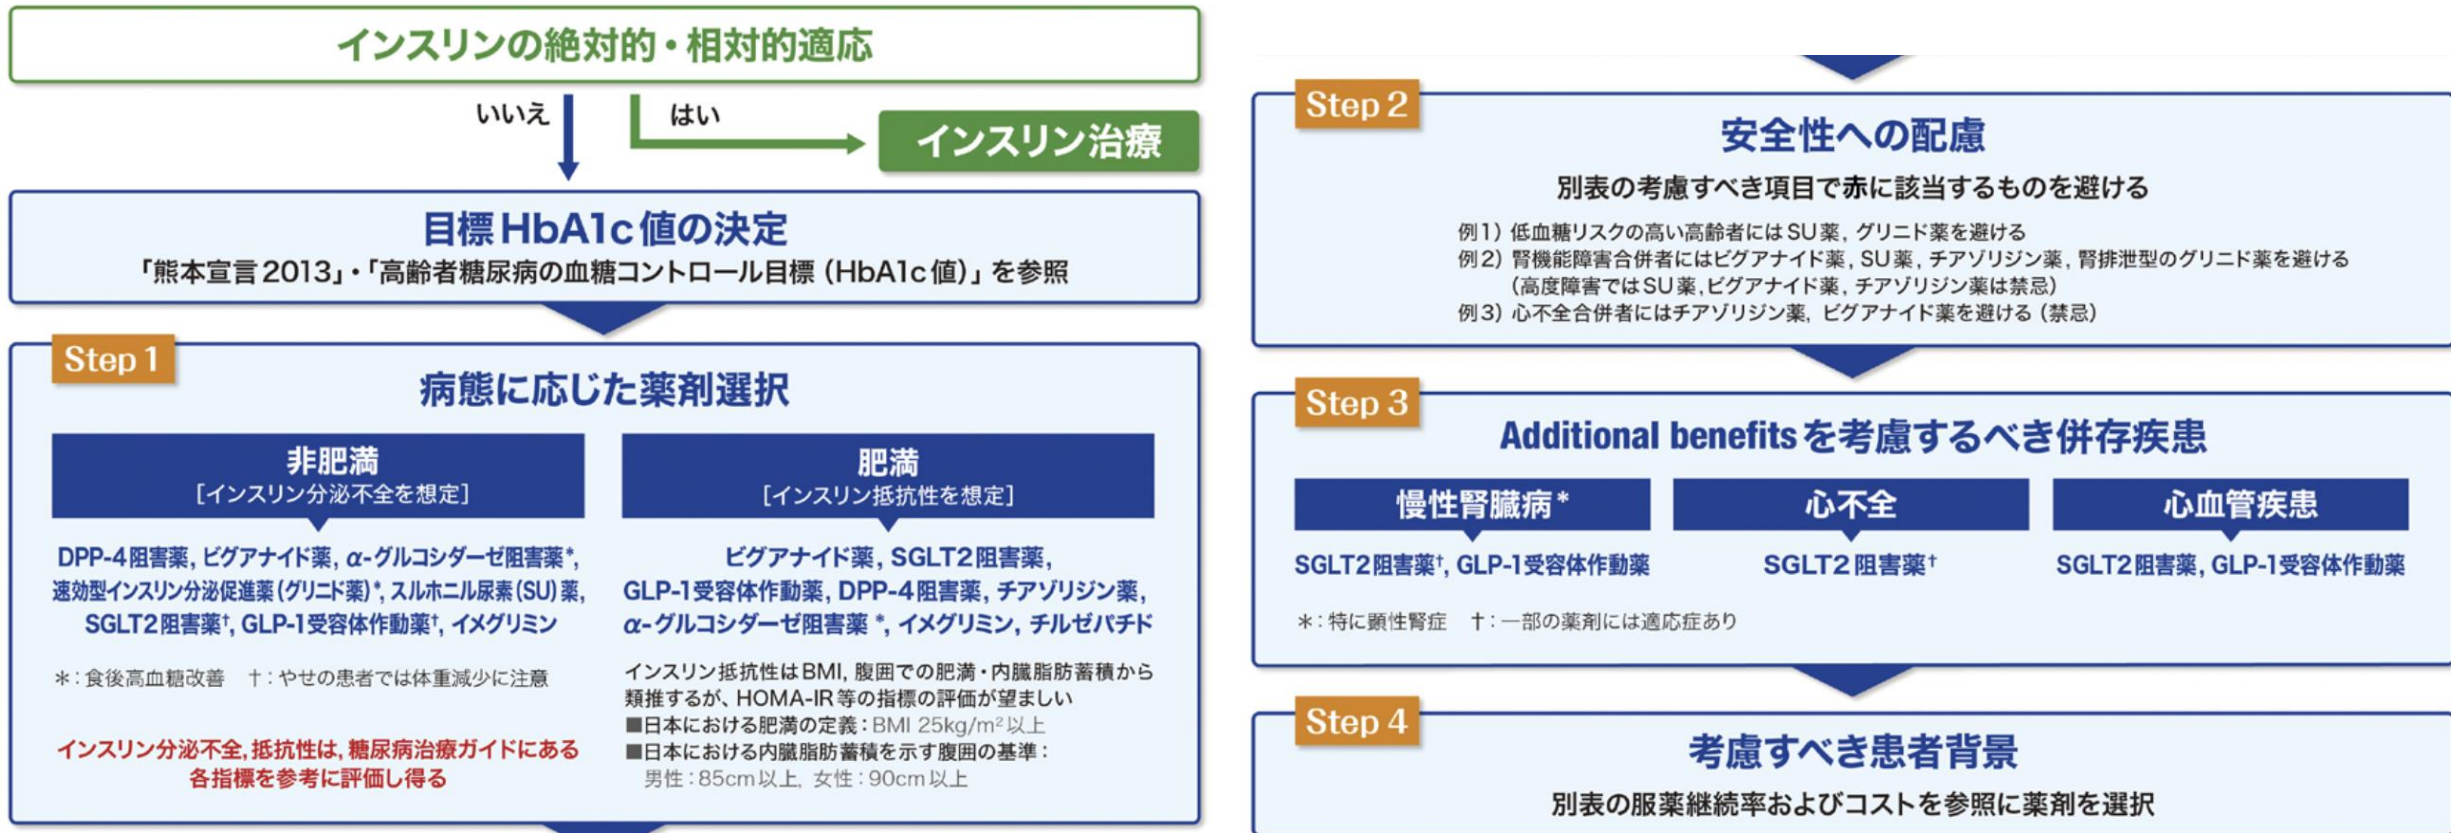 インスリンの絶対的・相対的適応
いいえ
はい
インスリン治療
目標HbA1c値の決定
「熊本宣言2013」・「高齢者糖尿病の血糖コントロール目標(HbA1c値)」を参照
Step 1
病態に応じた薬剤選択
非肥満
[インスリン分泌不全を想定]
DPP-4阻害薬, ビグアナイド薬, α-グルコシダーゼ阻害薬*,
速効型インスリン分泌促進薬(グリニド薬)*, スルホニル尿素(SU)薬,
SGLT2阻害薬†, GLP-1受容体作動薬†, イメグリミン
*:食後高血糖改善 †:やせの患者では体重減少に注意
インスリン分泌不全,抵抗性は,糖尿病治療ガイドにある
各指標を参考に評価し得る
肥満
[インスリン抵抗性を想定]
ビグアナイド薬, SGLT2阻害薬,
GLP-1受容体作動薬, DPP-4阻害薬, チアゾリジン薬,
α-グルコシダーゼ阻害薬 *, イメグリミン, チルゼパチド
インスリン抵抗性はBMI, 腹囲での肥満・内臓脂肪蓄積から
類推するが、HOMA-IR等の指標の評価が望ましい
■日本における肥満の定義:BMI 25kg/m²以上
■日本における内臓脂肪蓄積を示す腹囲の基準:
男性:85cm以上, 女性:90cm以上
Step 2
安全性への配慮
別表の考慮すべき項目で赤に該当するものを避ける
例1) 低血糖リスクの高い高齢者にはSU薬, グリニド薬を避ける
例2) 腎機能障害合併者にはビグアナイド薬, SU薬, チアゾリジン薬, 腎排泄型のグリニド薬を避ける
(高度障害ではSU薬,ビグアナイド薬, チアゾリジン薬は禁忌)
例3) 心不全合併者にはチアゾリジン薬, ビグアナイド薬を避ける(禁忌)
Step 3
Additional benefitsを考慮するべき併存疾患
慢性腎臓病*
SGLT2阻害薬†, GLP-1受容体作動薬
心不全
SGLT2阻害薬†
心血管疾患
SGLT2阻害薬, GLP-1受容体作動薬
*:特に顕性腎症 †:一部の薬剤には適応症あり
Step 4
考慮すべき患者背景
別表の服薬継続率およびコストを参照に薬剤を選択